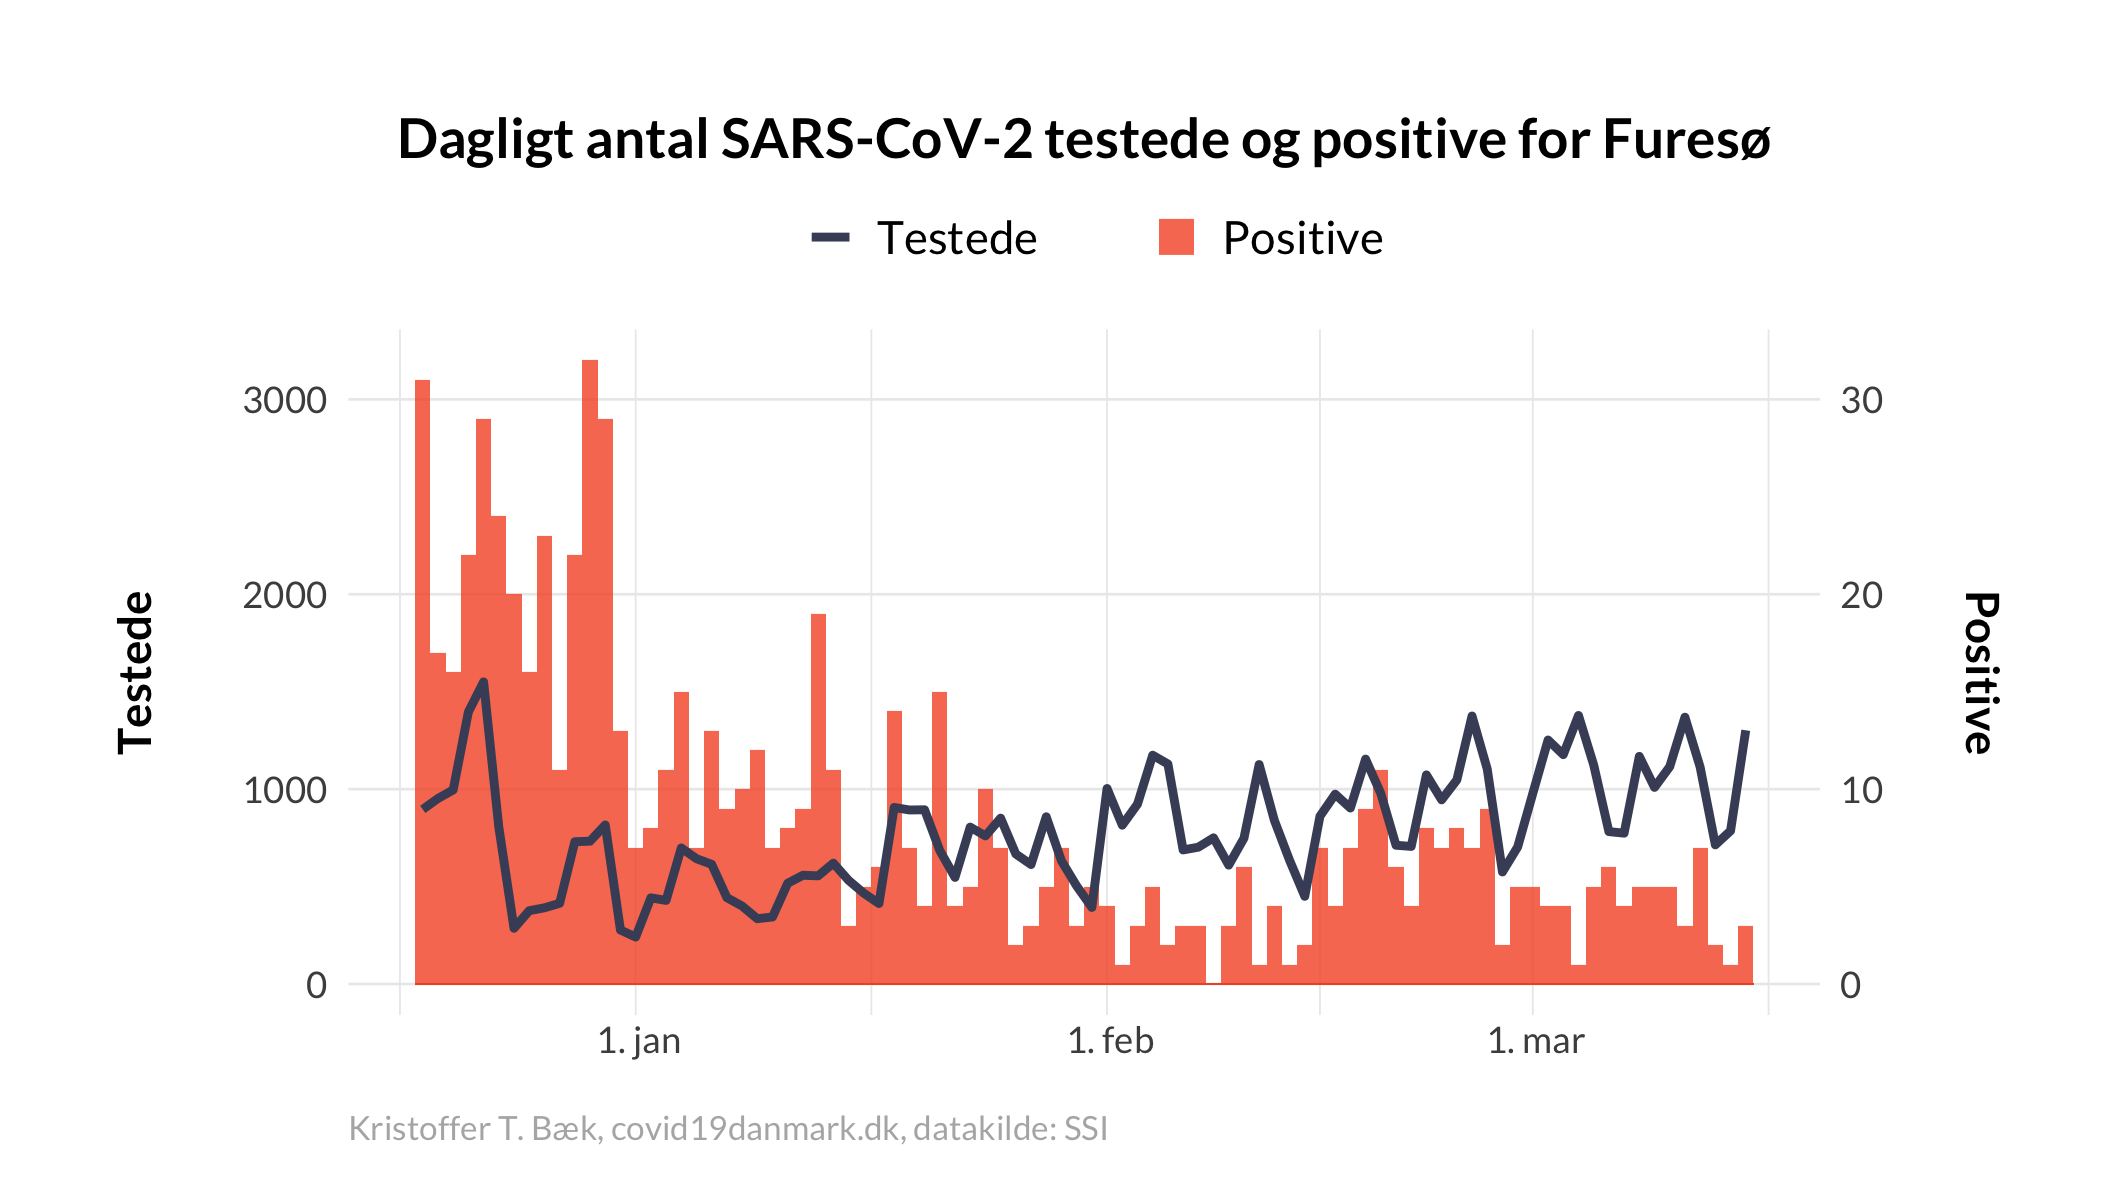 Dagligt antal SARS-CoV-2 testede og positive for Furesø
Testede
Positive
3000
2000
1000
0
Testede
30
20
10
0
Positive
1. jan
1. feb
1. mar
Kristoffer T. Bæk, covid19danmark.dk, datakilde: SSI